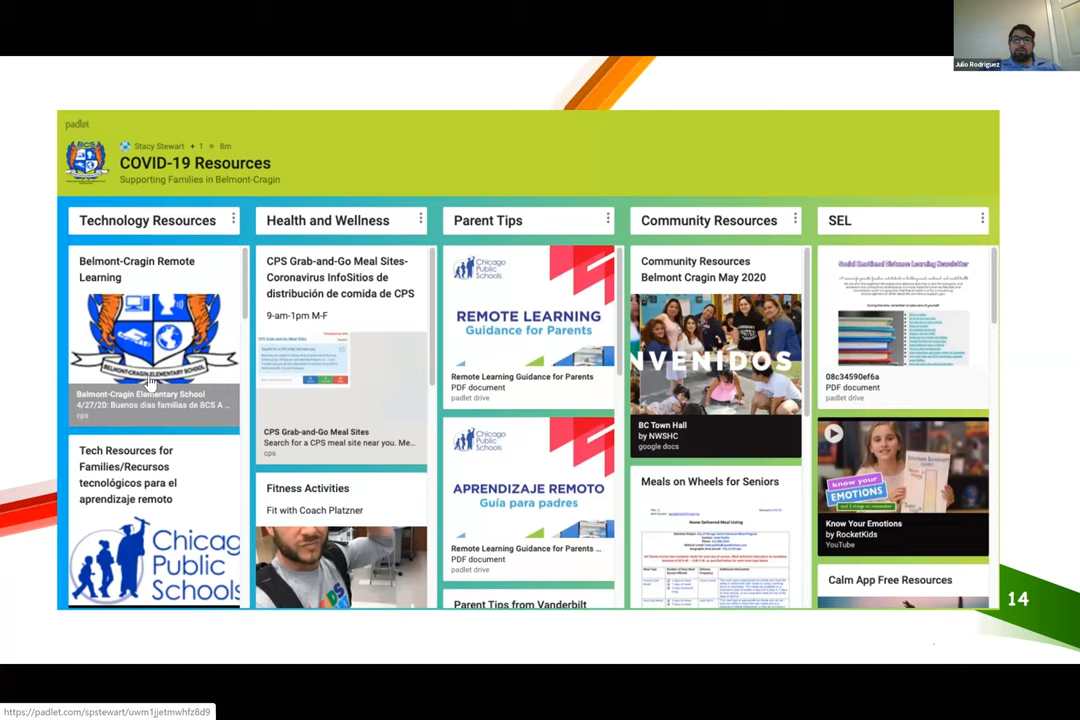 Julio Rodriguez
padlet
BCS
Stacy Stewart + 1 8m
COVID-19 Resources
Supporting Families in Belmont-Cragin
Technology Resources
Belmont-Cragin Remote
Learning
BELMONT-CRAGIN ELEMENTARY SCHOOL
Belmont-Cragin Elementary School
4/27/20: Buenos dias familias de BCS A ...
cps
Tech Resources for
Families/Recursos
tecnológicos para el
aprendizaje remoto
Chicago
Public
Schools
Health and Wellness
CPS Grab-and-Go Meal Sites-
Coronavirus InfoSitios de
distribución de comida de CPS
9-am-1pm M-F
CPS Grab-and-Go Meal Sites
Search for a CPS meal site near you. Me...
cps
Fitness Activities
Fit with Coach Platzner
Parent Tips
Chicago
Public
Schools
REMOTE LEARNING
Guidance for Parents
Remote Learning Guidance for Parents
PDF document
padlet drive
Chicago
Public
Schools
APRENDIZAJE REMOTO
Guía para padres
Remote Learning Guidance for Parents ...
PDF document
padlet drive
Parent Tips from Vanderbilt
Community Resources
Community Resources
Belmont Cragin May 2020
NVENIDOS
BC Town Hall
by NWSHC
google docs
Meals on Wheels for Seniors
Home Delivered Meal Listing
SEL
Social Emotional Distance Learning Newsletter
08c34590ef6a
PDF document
padlet drive
know your
EMOTIONS
Know Your Emotions
by RocketKids
YouTube
Calm App Free Resources
14
https://padlet.com/spstewart/uwm1jjetmwhfz8d9